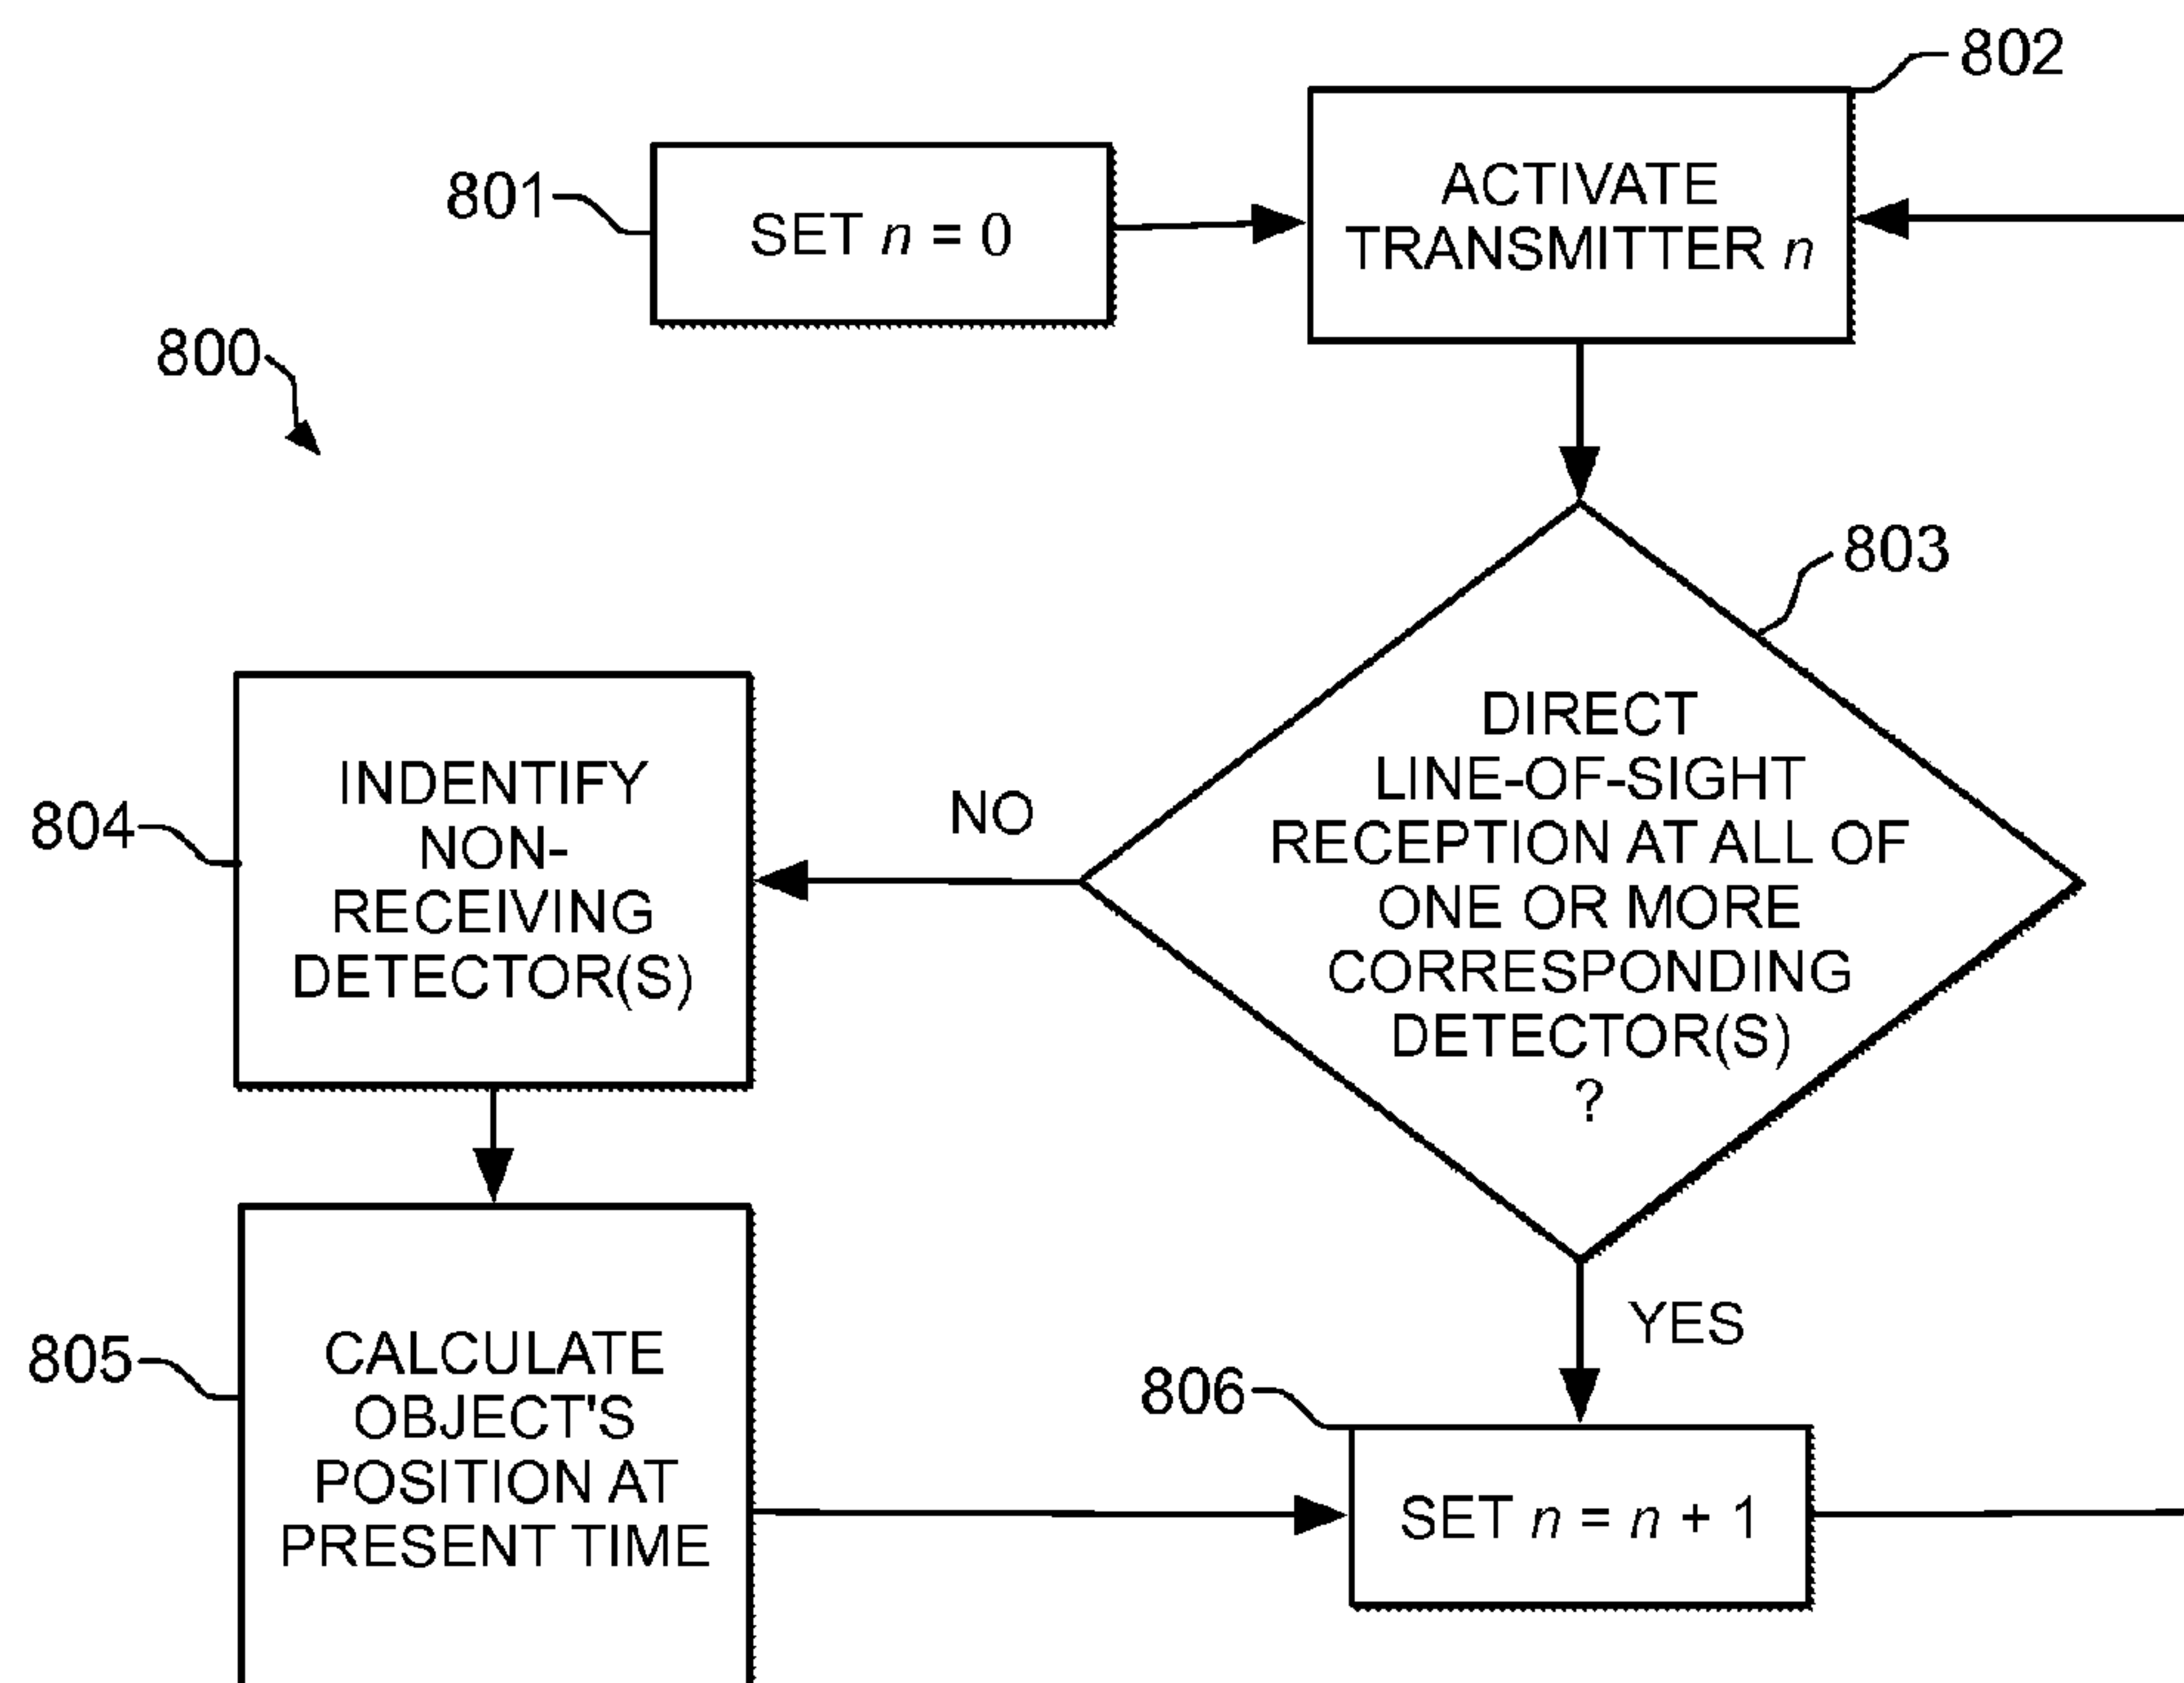 802
801
SET n = 0
ACTIVATE
TRANSMITTER n
800
803
DIRECT
LINE-OF-SIGHT
RECEPTION AT ALL OF
ONE OR MORE
CORRESPONDING
DETECTOR(S)
?
NO
804
INDENTIFY
NON-
RECEIVING
DETECTOR(S)
YES
805
CALCULATE
OBJECT'S
POSITION AT
PRESENT TIME
806
SET n = n + 1